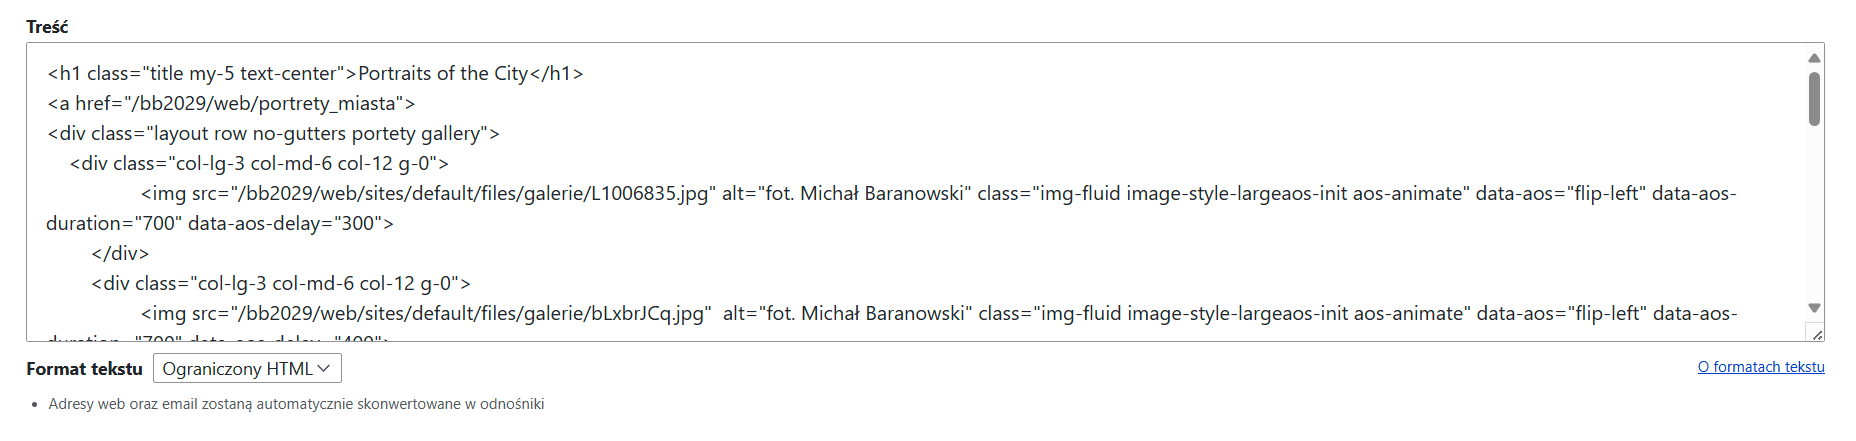 Treść
<h1 class="title my-5 text-center">Portraits of the City</h1>
<a href="/bb2029/web/portrety_miasta">
<div class="layout row no-gutters portety gallery">
<div class="col-lg-3 col-md-6 col-12 g-0">
<img src="/bb2029/web/sites/default/files/galerie/L1006835.jpg" alt="fot. Michał Baranowski" class="img-fluid image-style-largeaos-init aos-animate" data-aos="flip-left" data-aos-
duration="700" data-aos-delay="300">
</div>
<div class="col-lg-3 col-md-6 col-12 g-0">
<img src="/bb2029/web/sites/default/files/galerie/bLxbrJCq.jpg"  alt="fot. Michał Baranowski" class="img-fluid image-style-largeaos-init aos-animate" data-aos="flip-left" data-aos-
duration="700" data-aos-delay="400">
Format tekstu Ograniczony HTML
O formatach tekstu
• Adresy web oraz email zostaną automatycznie skonwertowane w odnośniki